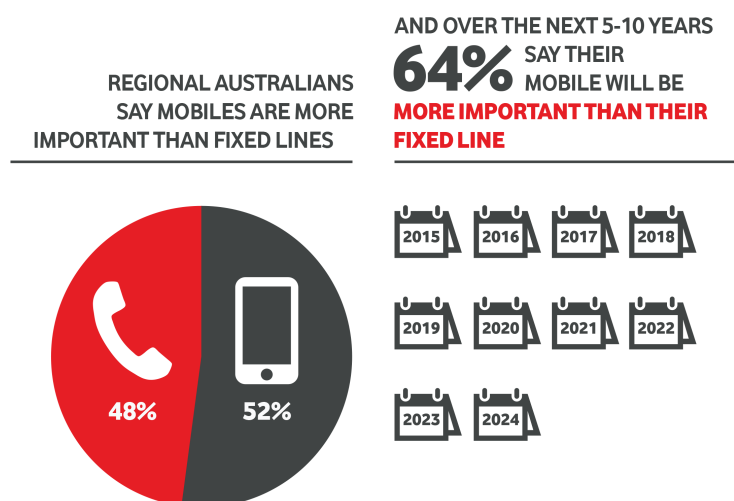 REGIONAL AUSTRALIANS
SAY MOBILES ARE MORE
IMPORTANT THAN FIXED LINES
48%
52%
AND OVER THE NEXT 5-10 YEARS
64% SAY THEIR
MOBILE WILL BE
MORE IMPORTANT THAN THEIR
FIXED LINE
2015 2016 2017 2018
2019 2020 2021 2022
2023 2024